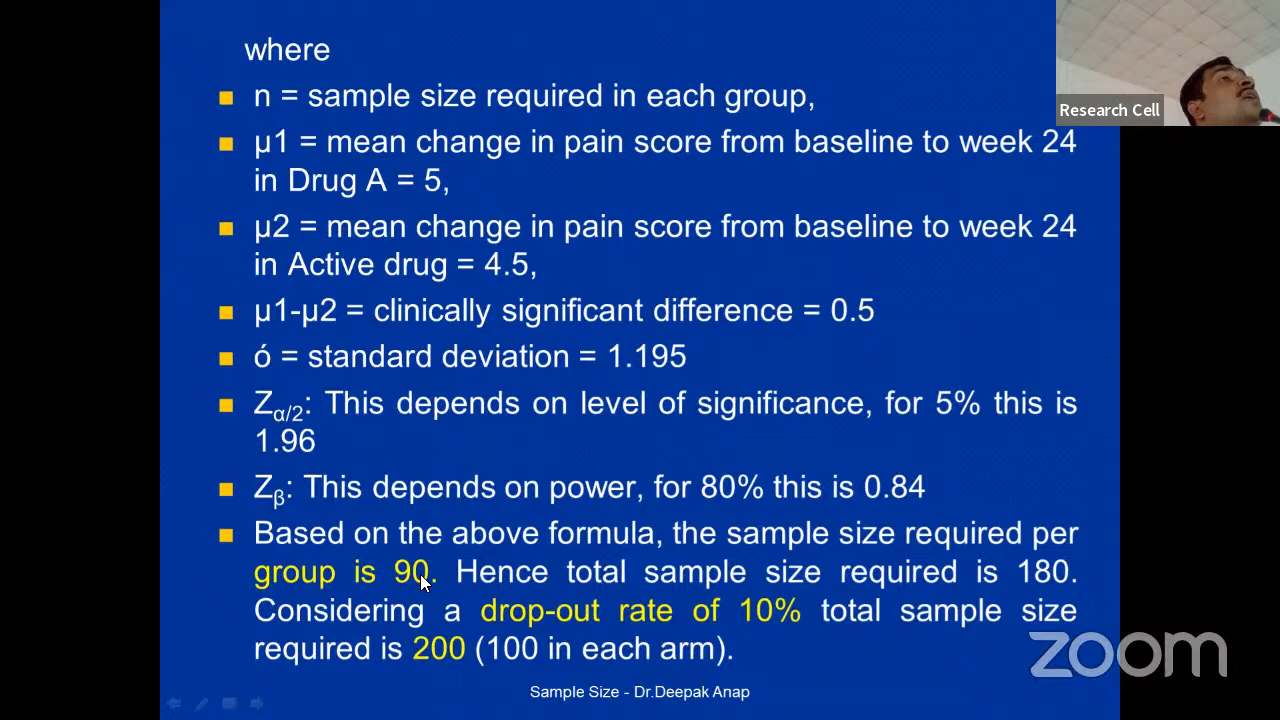 where
n = sample size required in each group,
µ1 = mean change in pain score from baseline to week 24
in Drug A = 5,
µ2 = mean change in pain score from baseline to week 24
in Active drug = 4.5,
µ1-µ2 = clinically significant difference = 0.5
ó = standard deviation = 1.195
Zα/2: This depends on level of significance, for 5% this is
1.96
Zβ: This depends on power, for 80% this is 0.84
Based on the above formula, the sample size required per
group is 90. Hence total sample size required is 180.
Considering a drop-out rate of 10% total sample size
required is 200 (100 in each arm).
Sample Size - Dr.Deepak Anap
Research Cell
zoom